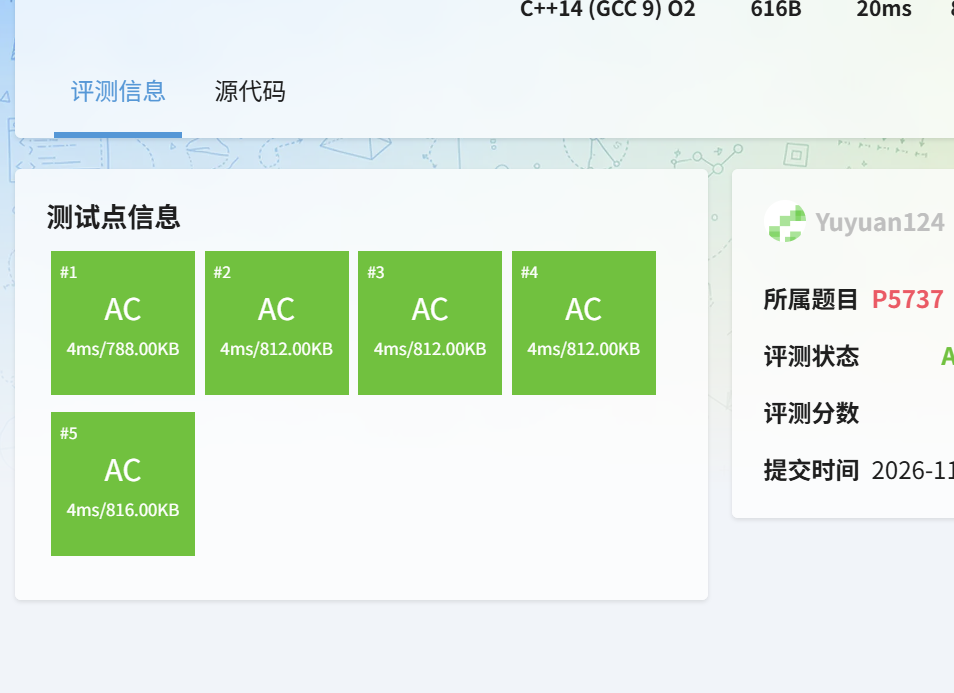 C++14 (GCC 9) O2 616B 20ms
评测信息 源代码
测试点信息
#1
AC
4ms/788.00KB
#2
AC
4ms/812.00KB
#3
AC
4ms/812.00KB
#4
AC
4ms/812.00KB
#5
AC
4ms/816.00KB
Yuyuan124
所属题目 P5737
评测状态 A
评测分数
提交时间 2026-11